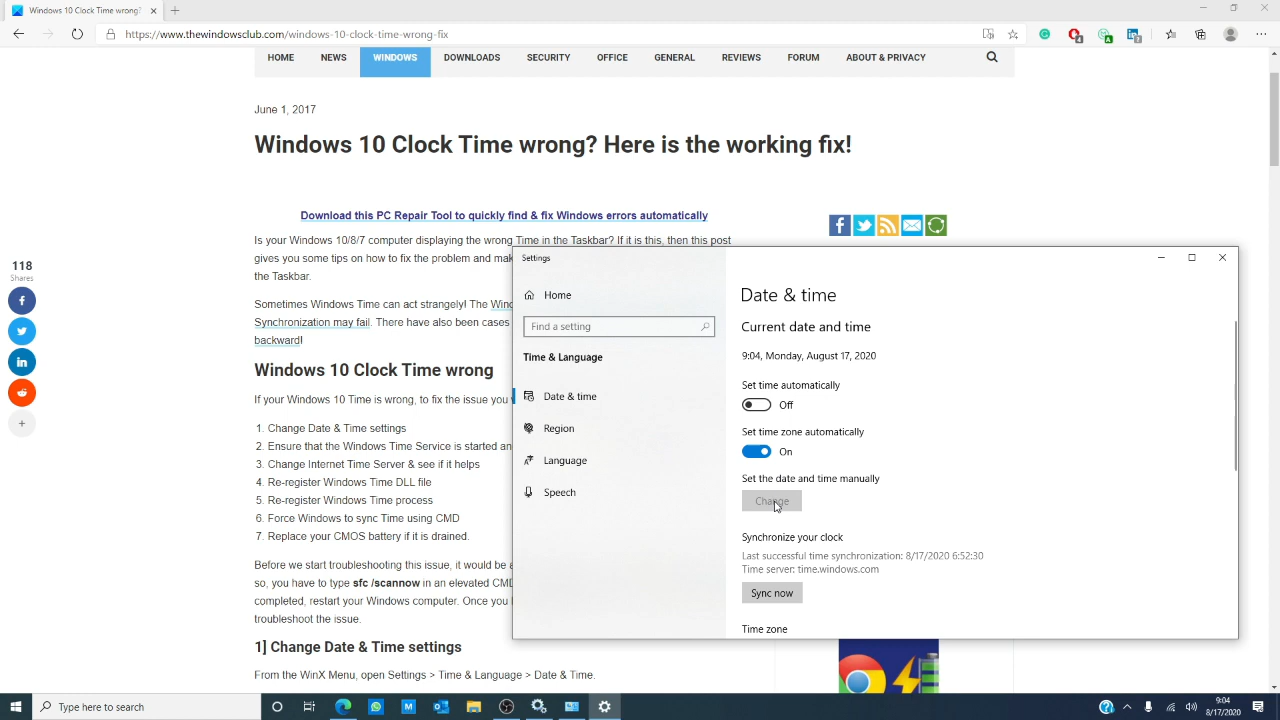 Windows 10 Clock Time wrong?
https://www.thewindowsclub.com/windows-10-clock-time-wrong-fix
HOME NEWS WINDOWS DOWNLOADS SECURITY OFFICE GENERAL REVIEWS FORUM ABOUT & PRIVACY
June 1, 2017
Windows 10 Clock Time wrong? Here is the working fix!
Download this PC Repair Tool to quickly find & fix Windows errors automatically
Is your Windows 10/8/7 computer displaying the wrong Time in the Taskbar? If it is this, then this post
gives you some tips on how to fix the problem and
the Taskbar.
Sometimes Windows Time can act strangely! The
Synchronization may fail. There have also been cases
backward!
Windows 10 Clock Time wrong
If your Windows 10 Time is wrong, to fix the issue you
1. Change Date & Time settings
2. Ensure that the Windows Time Service is started
3. Change Internet Time Server & see if it helps
4. Re-register Windows Time DLL file
5. Re-register Windows Time process
6. Force Windows to sync Time using CMD
7. Replace your CMOS battery if it is drained.
Before we start troubleshooting this issue, it would be a
so, you have to type sfc /scannow in an elevated CMD
completed, restart your Windows computer. Once you
troubleshoot the issue.
1] Change Date & Time settings
From the WinX Menu, open Settings > Time & Language > Date & Time.
118
Shares
+
Settings
Home
Find a setting
Time & Language
Date & time
Region
Language
Speech
Date & time
Current date and time
9:04, Monday, August 17, 2020
Set time automatically
Off
Set time zone automatically
On
Set the date and time manually
Change
Synchronize your clock
Last successful time synchronization: 8/17/2020 6:52:30
Time server: time.windows.com
Sync now
Time zone
Type here to search
9:04
8/17/2020